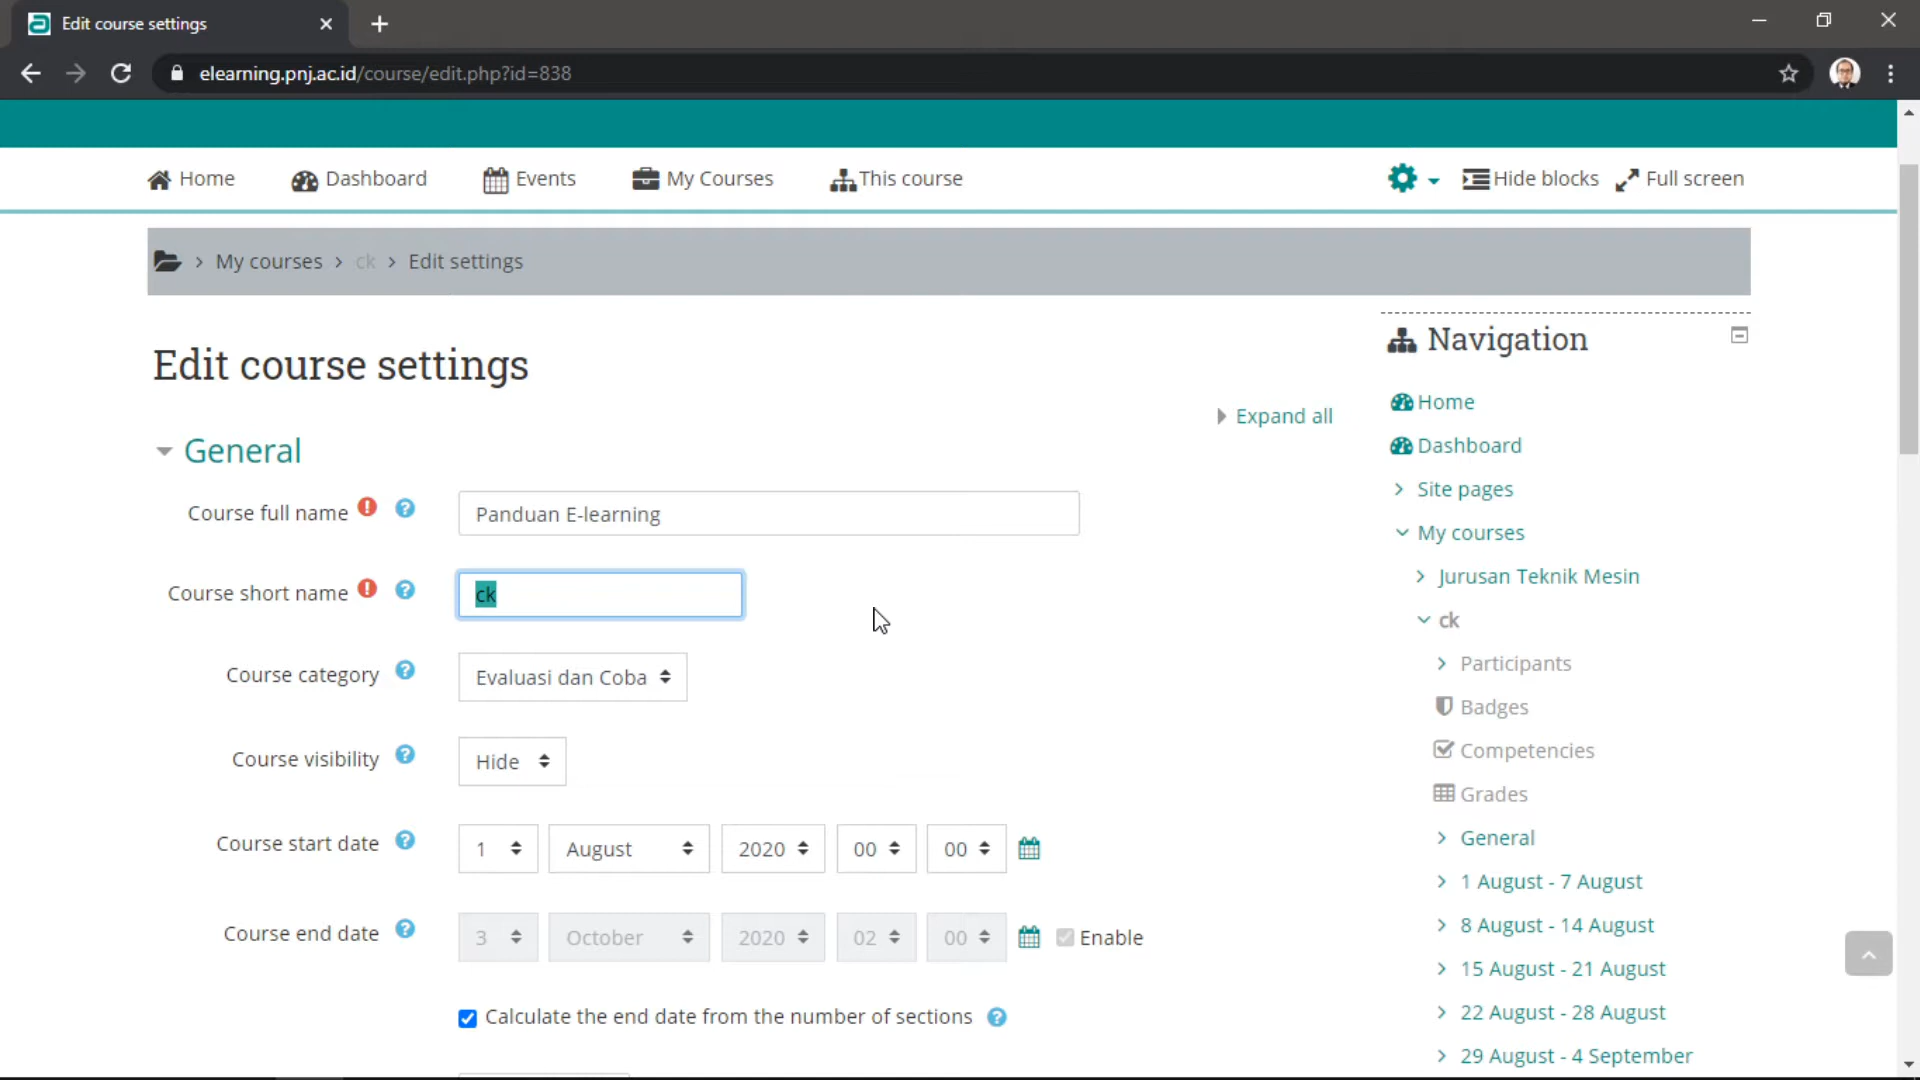 Edit course settings
elearning.pnj.ac.id/course/edit.php?id=838
Home Dashboard Events My Courses This course Hide blocks Full screen
> My courses > ck > Edit settings
Edit course settings
Expand all
General
Course full name Panduan E-learning
Course short name ck
Course category Evaluasi dan Coba
Course visibility Hide
Course start date 1 August 2020 00 00
Course end date 3 October 2020 02 00 Enable
Calculate the end date from the number of sections
Navigation
Home
Dashboard
Site pages
My courses
Jurusan Teknik Mesin
ck
Participants
Badges
Competencies
Grades
General
1 August - 7 August
8 August - 14 August
15 August - 21 August
22 August - 28 August
29 August - 4 September